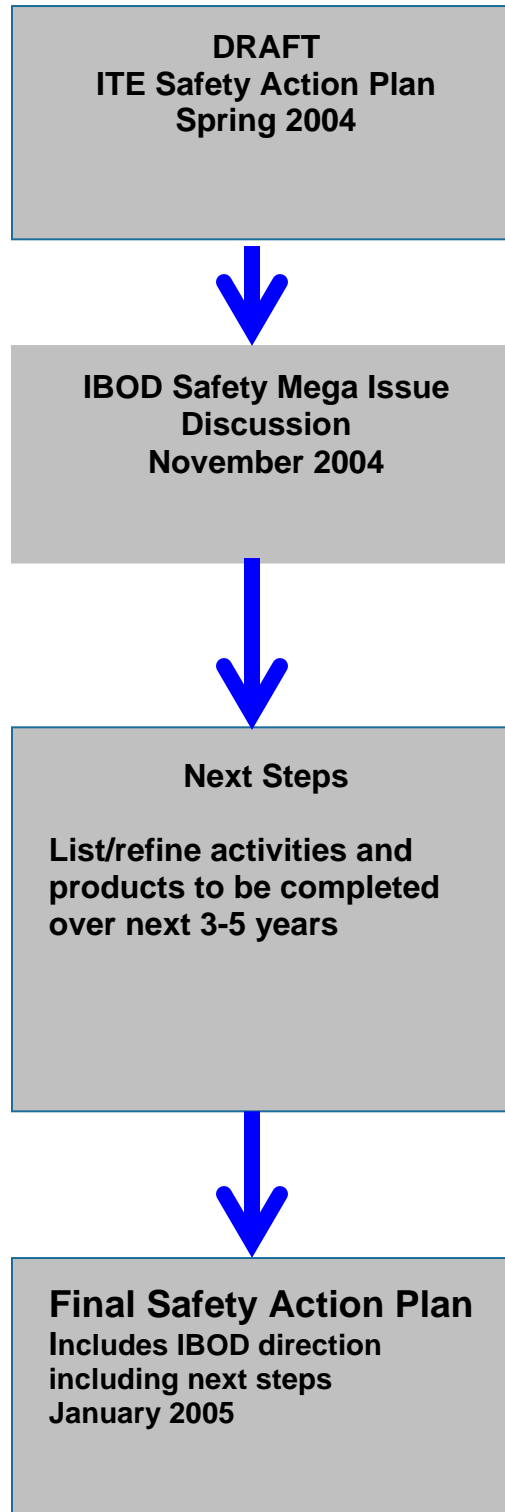 DRAFT
ITE Safety Action Plan
Spring 2004
IBOD Safety Mega Issue
Discussion
November 2004
Next Steps
List/refine activities and
products to be completed
over next 3-5 years
Final Safety Action Plan
Includes IBOD direction
including next steps
January 2005